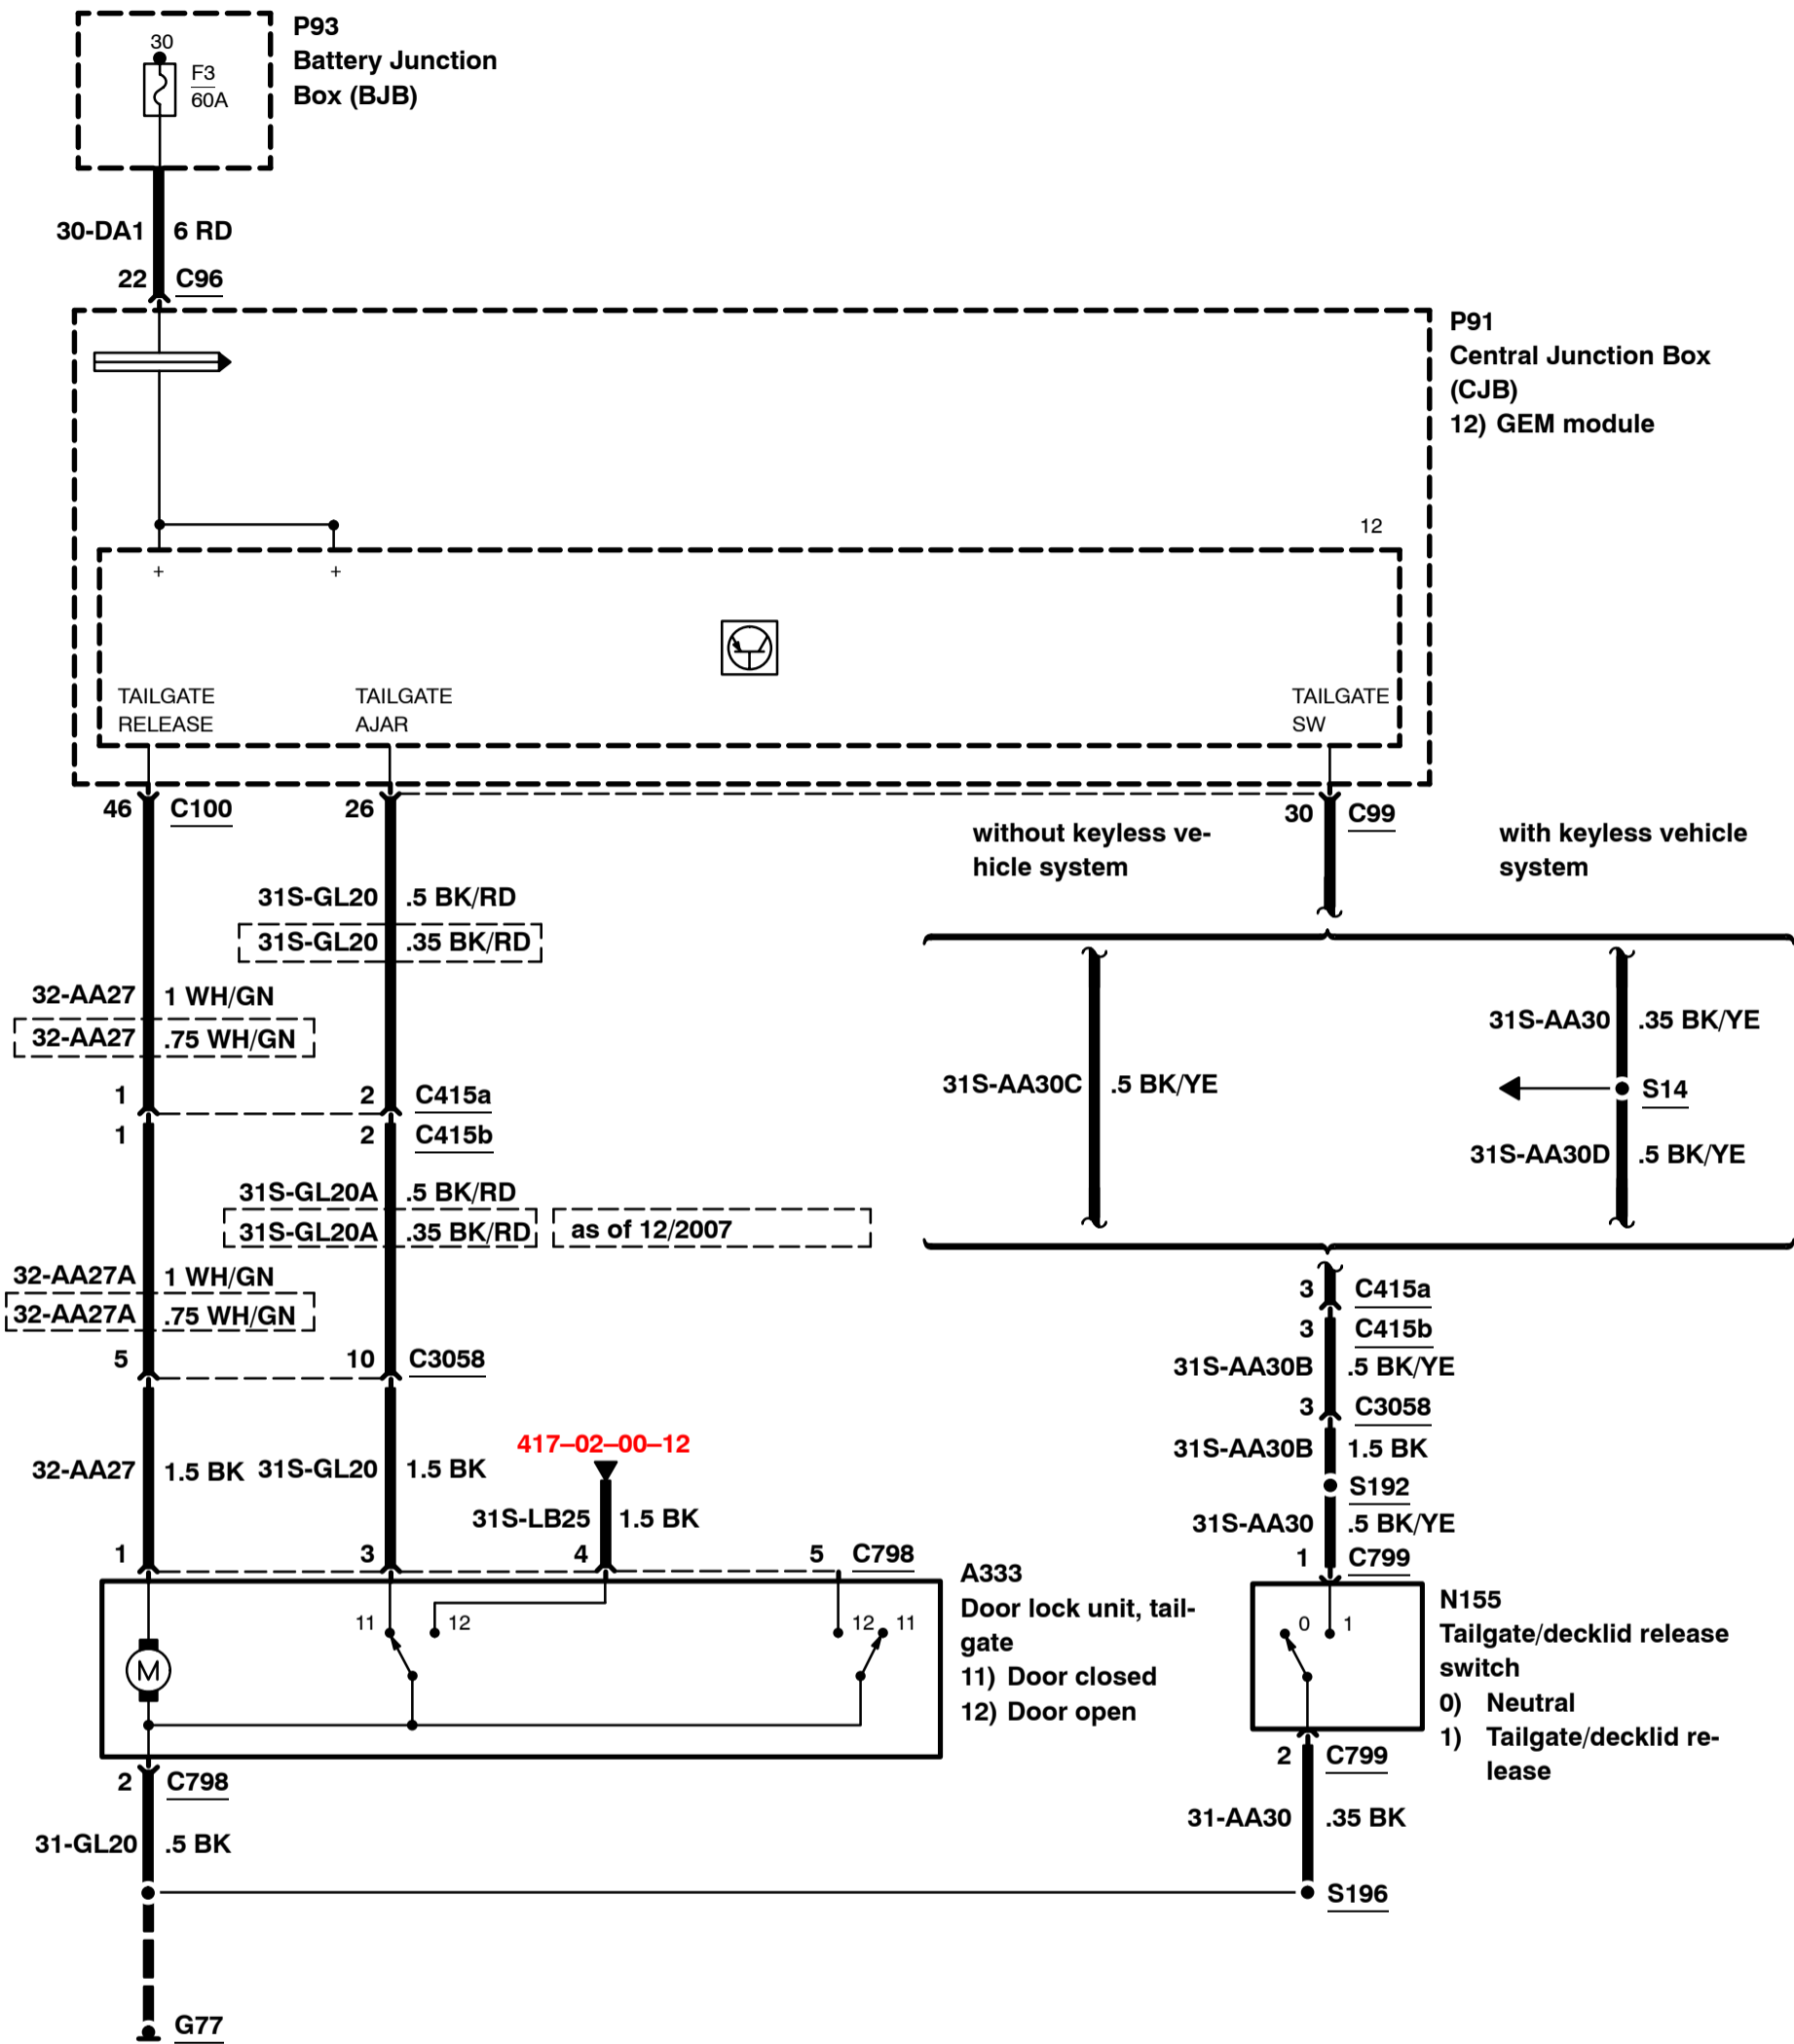 30
F3
60A
P93
Battery Junction
Box (BJB)
30-DA1 6 RD
22 C96
P91
Central Junction Box
(CJB)
12) GEM module
12
+ +
TAILGATE
RELEASE
TAILGATE
AJAR
TAILGATE
SW
46 C100
26
30 C99
without keyless ve-
hicle system
with keyless vehicle
system
31S-GL20 .5 BK/RD
31S-GL20 .35 BK/RD
32-AA27 1 WH/GN
32-AA27 .75 WH/GN
31S-AA30 .35 BK/YE
31S-AA30C .5 BK/YE
S14
31S-AA30D .5 BK/YE
1 2 C415a
1 2 C415b
31S-GL20A .5 BK/RD
31S-GL20A .35 BK/RD
as of 12/2007
32-AA27A 1 WH/GN
32-AA27A .75 WH/GN
5 10 C3058
3 C415a
3 C415b
31S-AA30B .5 BK/YE
3 C3058
31S-AA30B 1.5 BK
S192
31S-AA30 .5 BK/YE
1 C799
417–02–00–12
32-AA27 1.5 BK
31S-GL20 1.5 BK
31S-LB25 1.5 BK
1 3 4 5 C798
11 12
12 11
M
A333
Door lock unit, tail-
gate
11) Door closed
12) Door open
0 1
N155
Tailgate/decklid release
switch
0) Neutral
1) Tailgate/decklid re-
lease
2 C798
2 C799
31-GL20 .5 BK
31-AA30 .35 BK
S196
G77